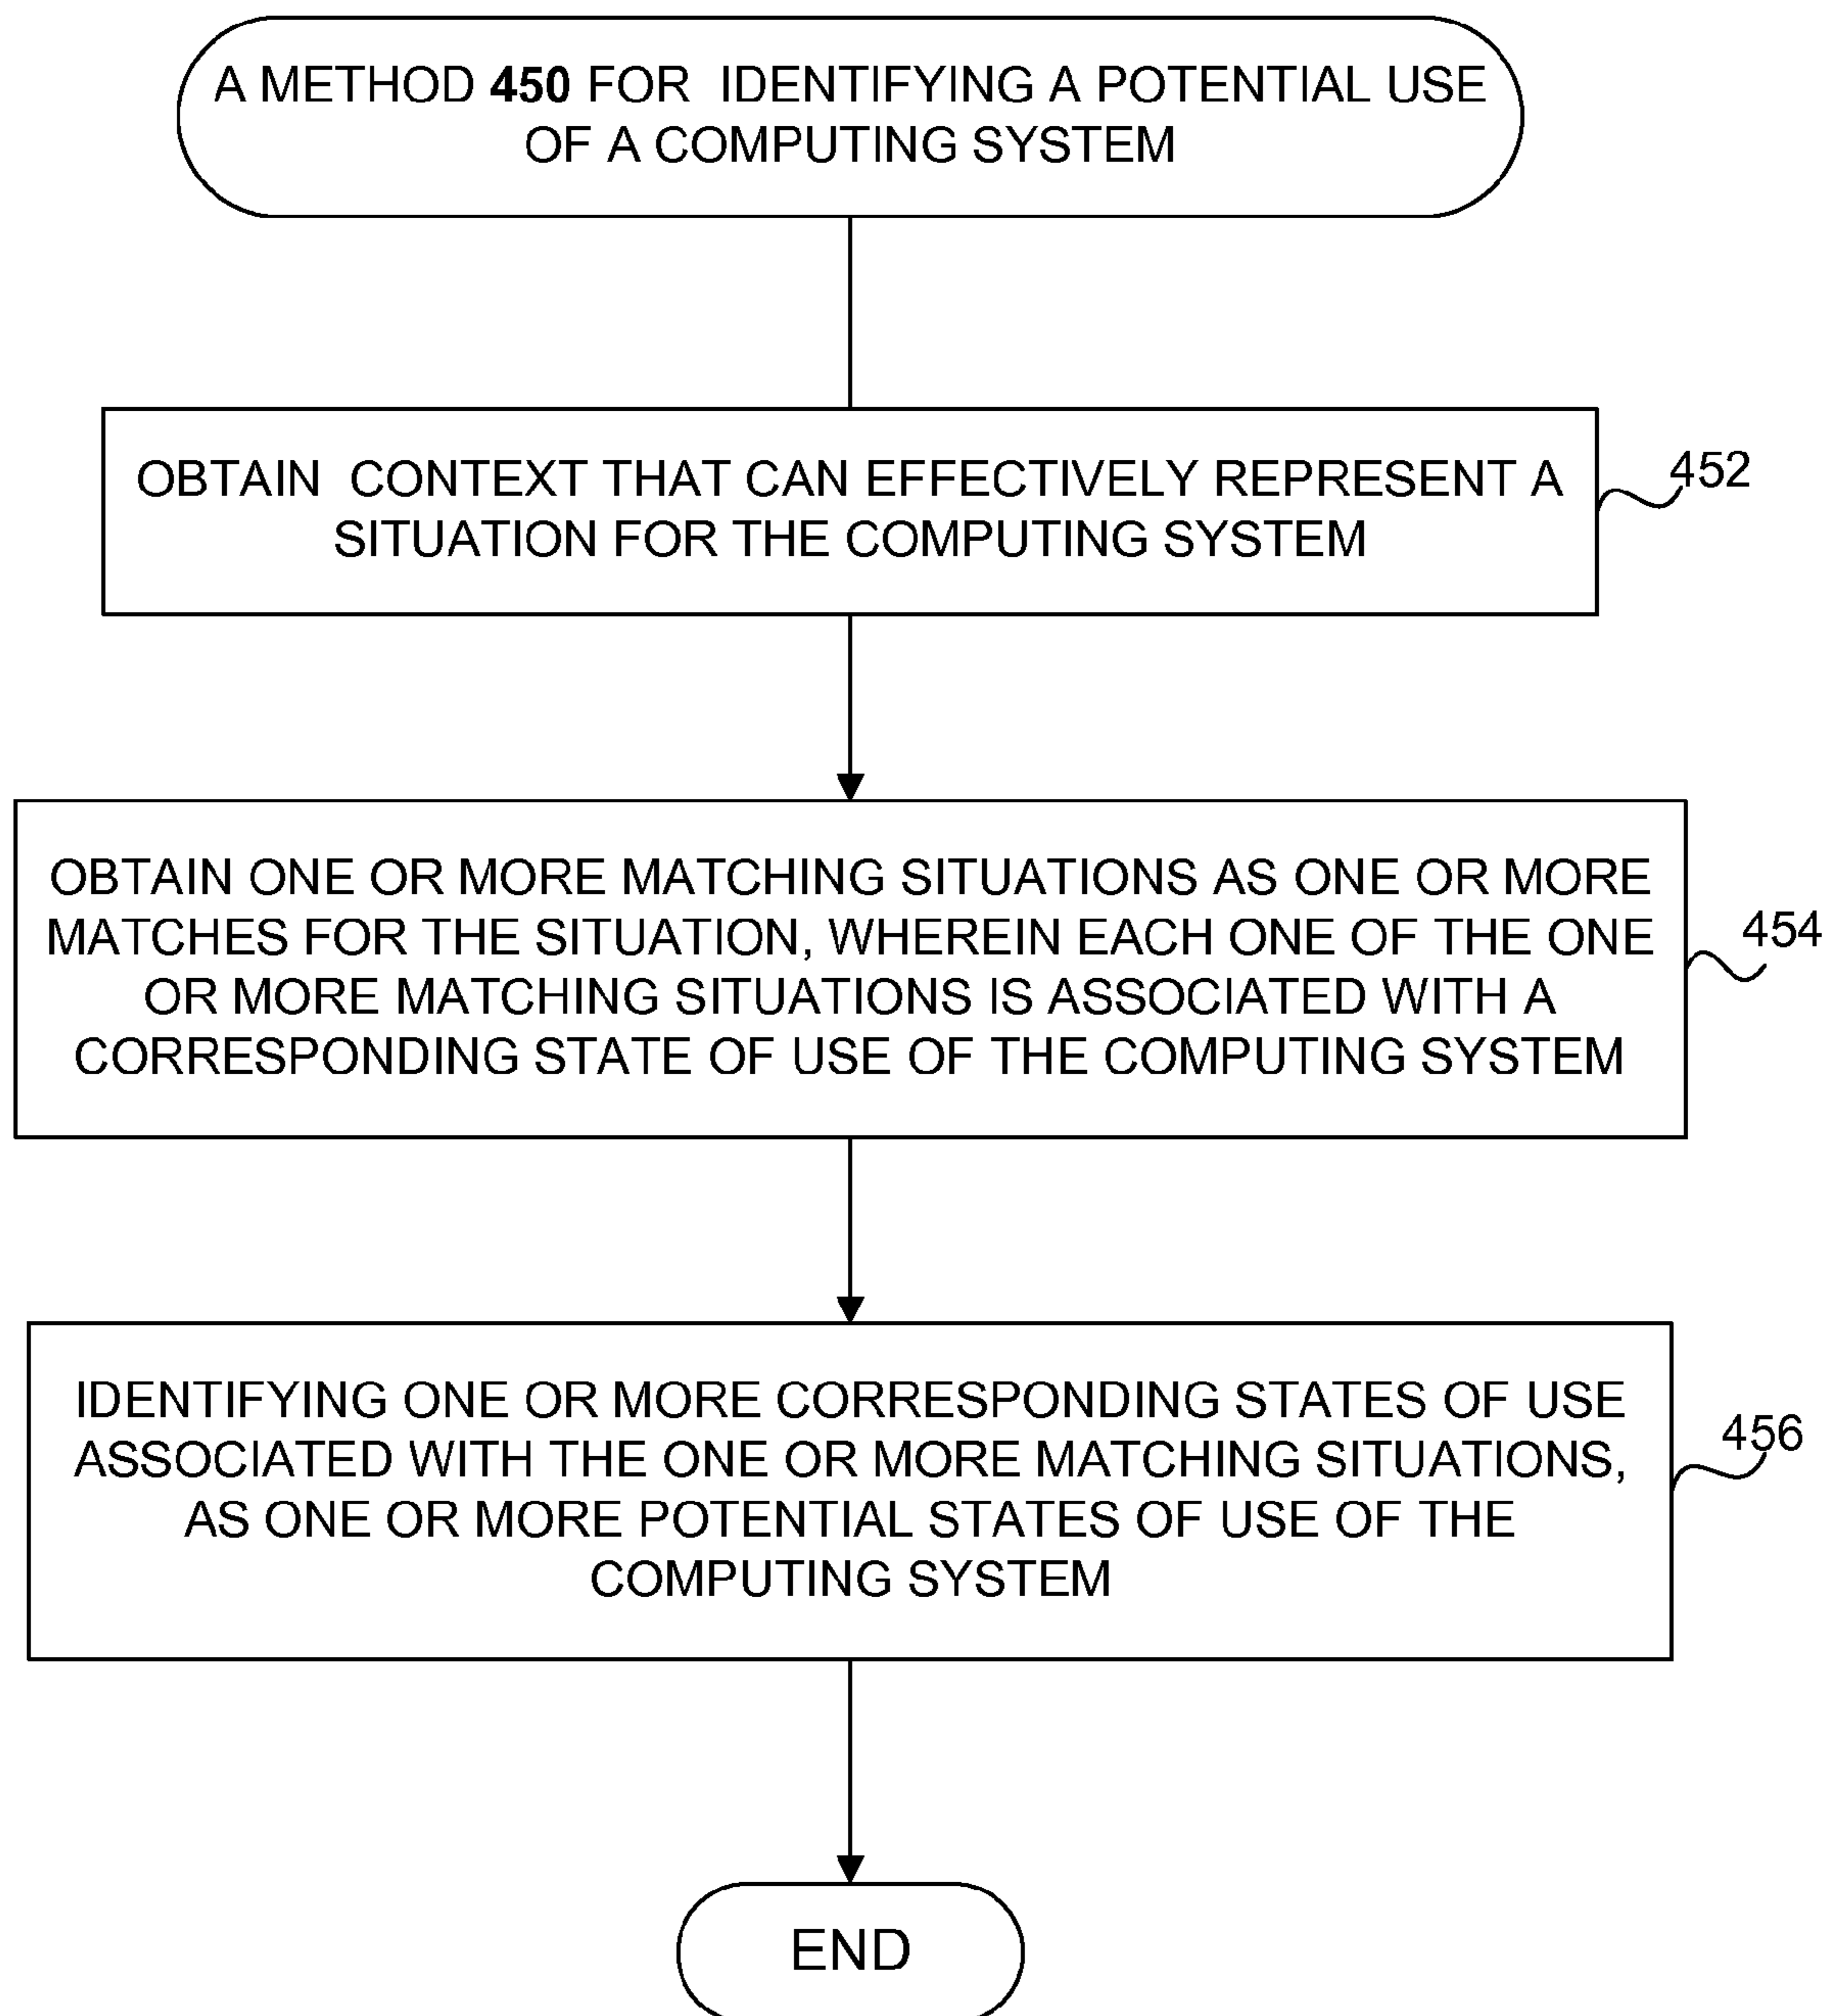 A METHOD 450 FOR IDENTIFYING A POTENTIAL USE
OF A COMPUTING SYSTEM
OBTAIN CONTEXT THAT CAN EFFECTIVELY REPRESENT A
SITUATION FOR THE COMPUTING SYSTEM
452
OBTAIN ONE OR MORE MATCHING SITUATIONS AS ONE OR MORE
MATCHES FOR THE SITUATION, WHEREIN EACH ONE OF THE ONE
OR MORE MATCHING SITUATIONS IS ASSOCIATED WITH A
CORRESPONDING STATE OF USE OF THE COMPUTING SYSTEM
454
IDENTIFYING ONE OR MORE CORRESPONDING STATES OF USE
ASSOCIATED WITH THE ONE OR MORE MATCHING SITUATIONS,
AS ONE OR MORE POTENTIAL STATES OF USE OF THE
COMPUTING SYSTEM
456
END